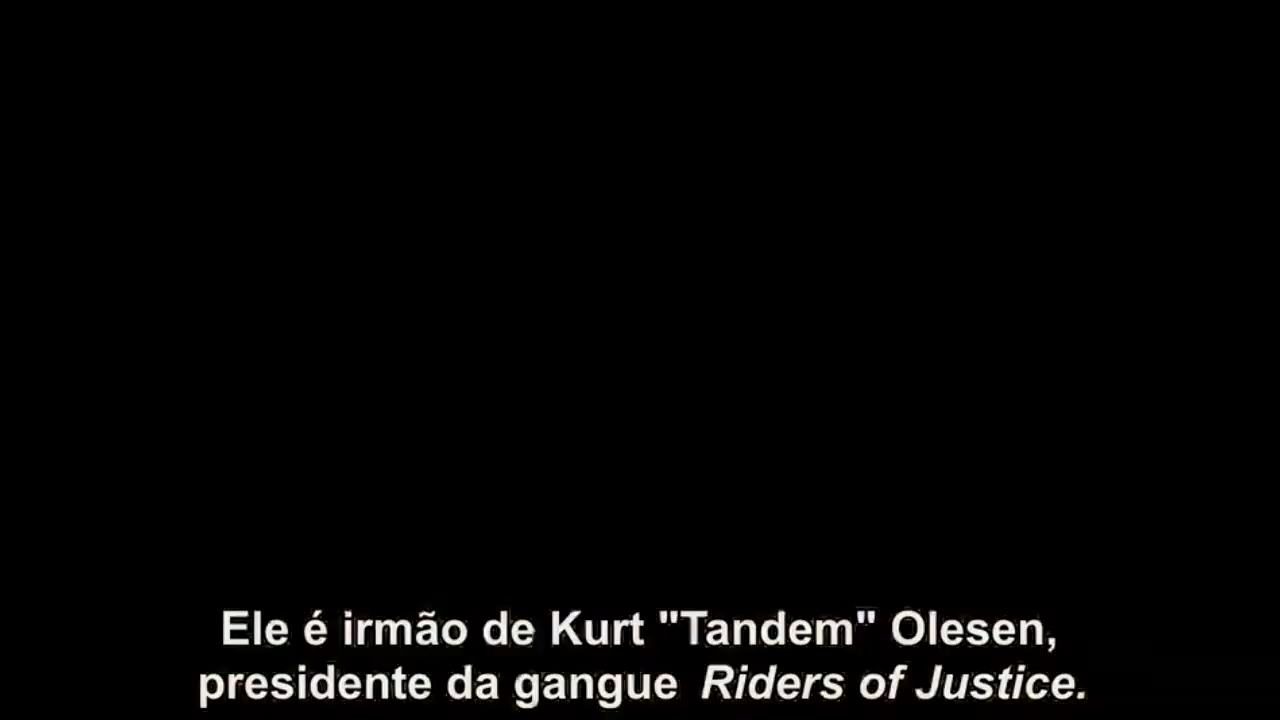 Ele é irmão de Kurt "Tandem" Olesen,
presidente da gangue Riders of Justice.